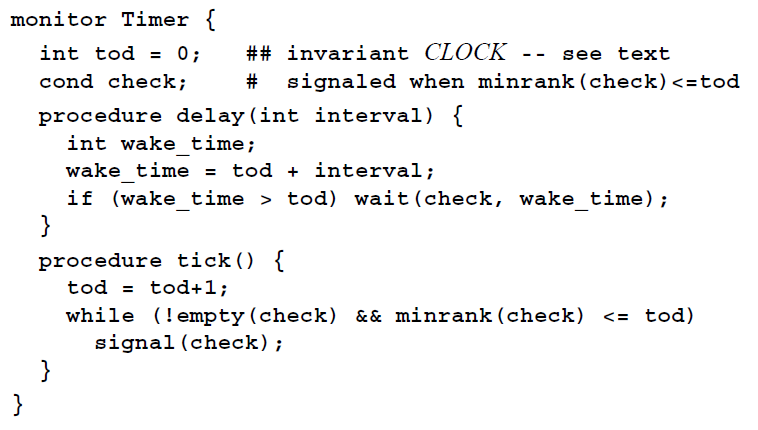 monitor Timer {
int tod = 0; ## invariant CLOCK -- see text
cond check; # signaled when minrank(check)<=tod
procedure delay(int interval) {
int wake_time;
wake_time = tod + interval;
if (wake_time > tod) wait(check, wake_time);
}
procedure tick() {
tod = tod+1;
while (!empty(check) && minrank(check) <= tod)
signal(check);
}
}